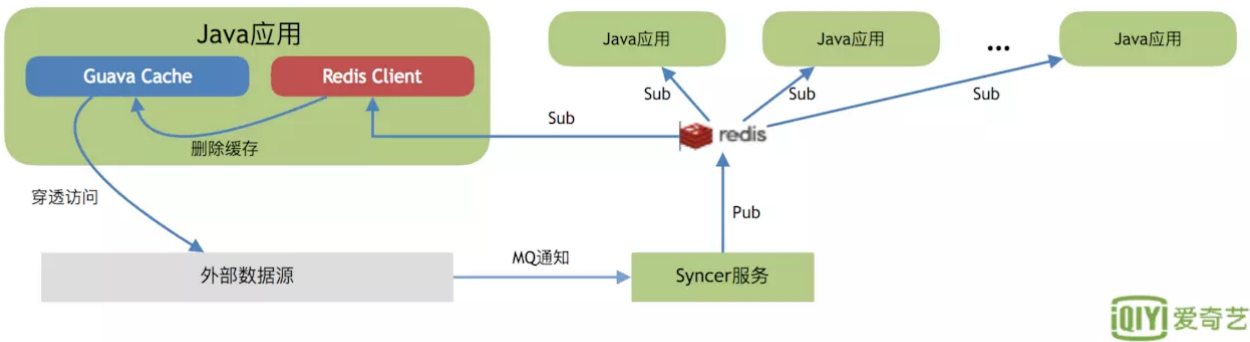 Java应用
Guava Cache
Redis Client
删除缓存
穿透访问
外部数据源
MQ通知
Syncer服务
Pub
redis
Sub
Sub
Sub
Sub
Java应用
Java应用
...
Java应用
iQIYI 爱奇艺